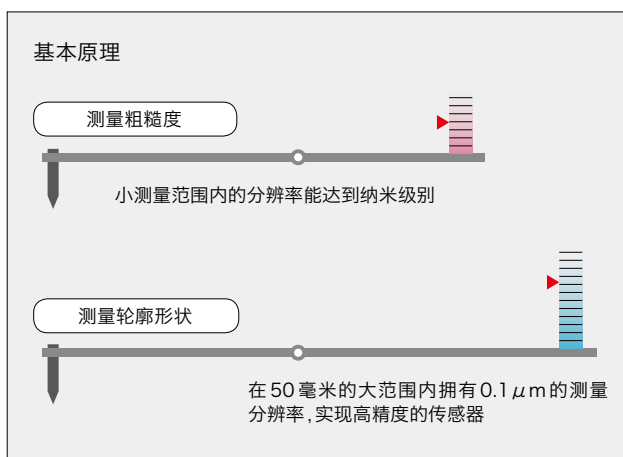 基本原理
测量粗糙度
小测量范围内的分辨率能达到纳米级别
测量轮廓形状
在50毫米的大范围内拥有0.1μm的测量
分辨率,实现高精度的传感器